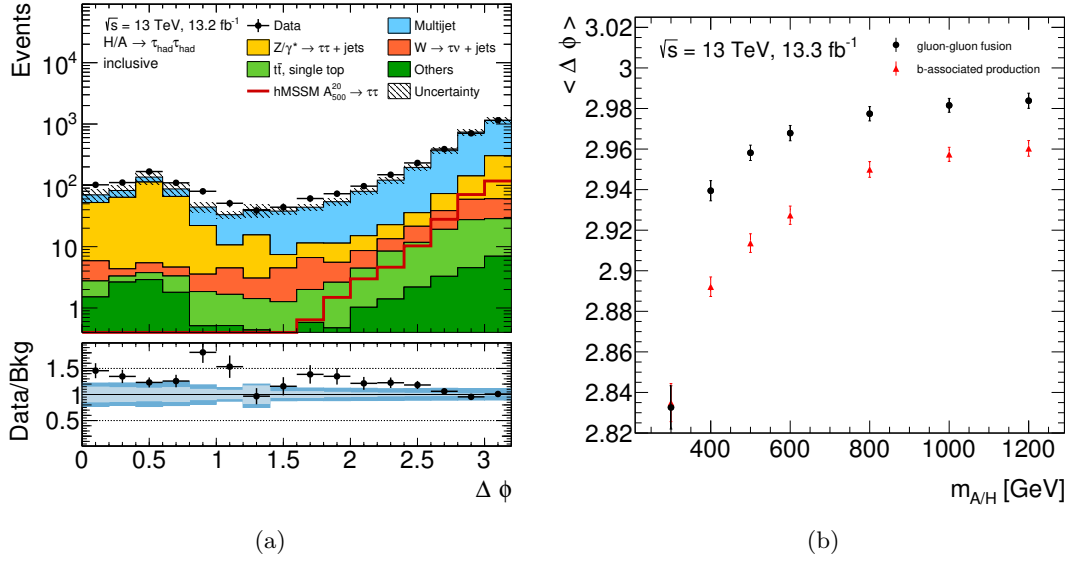 √s = 13 TeV, 13.2 fb⁻¹
H/A → τ_had τ_had
inclusive
Data
Multijet
Z/γ* → ττ + jets
W → τν + jets
tt̄, single top
Others
hMSSM A²⁰₅₀₀ → ττ
Uncertainty
Events
10⁴
10³
10²
10
1
Data/Bkg
1.5
1
0.5
0 0.5 1 1.5 2 2.5 3
Δ ϕ
(a)
√s = 13 TeV, 13.3 fb⁻¹
gluon-gluon fusion
b-associated production
< Δ ϕ >
3.02
3
2.98
2.96
2.94
2.92
2.9
2.88
2.86
2.84
2.82
400 600 800 1000 1200
m_A/H [GeV]
(b)